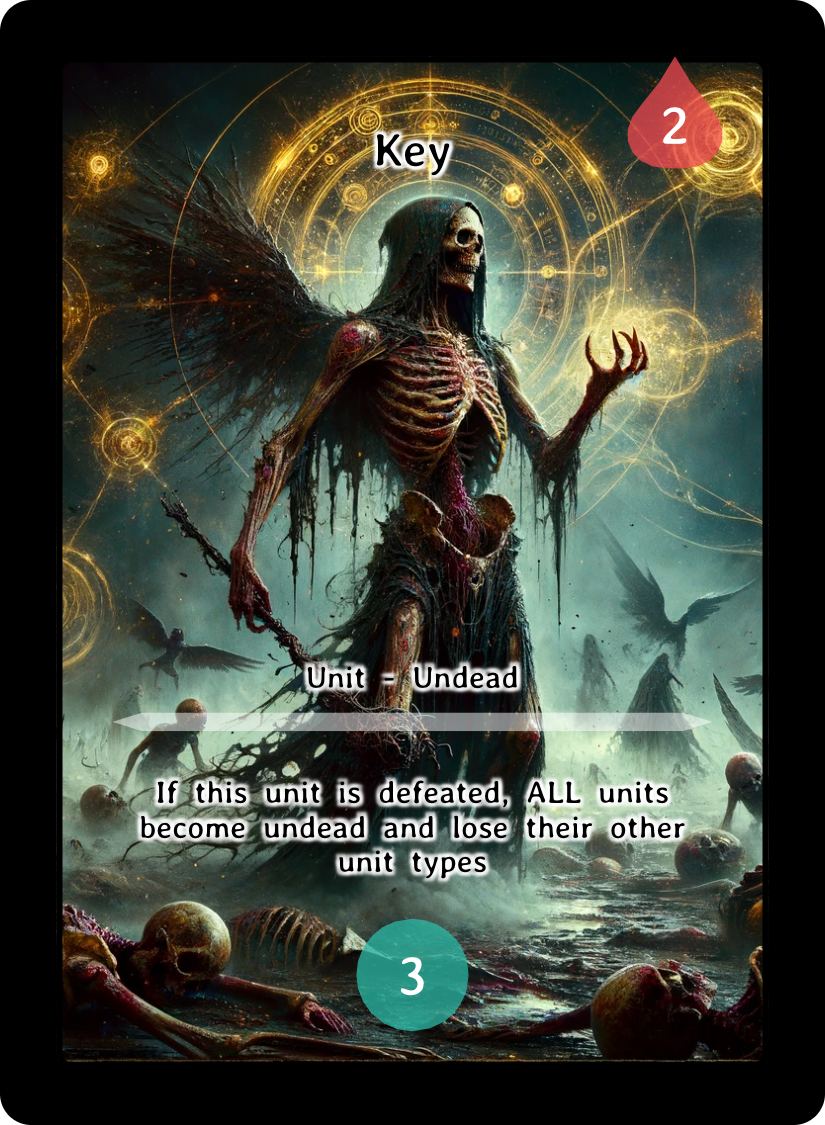 2
Key
Unit - Undead
If this unit is defeated, ALL units
become undead and lose their other
unit types
3